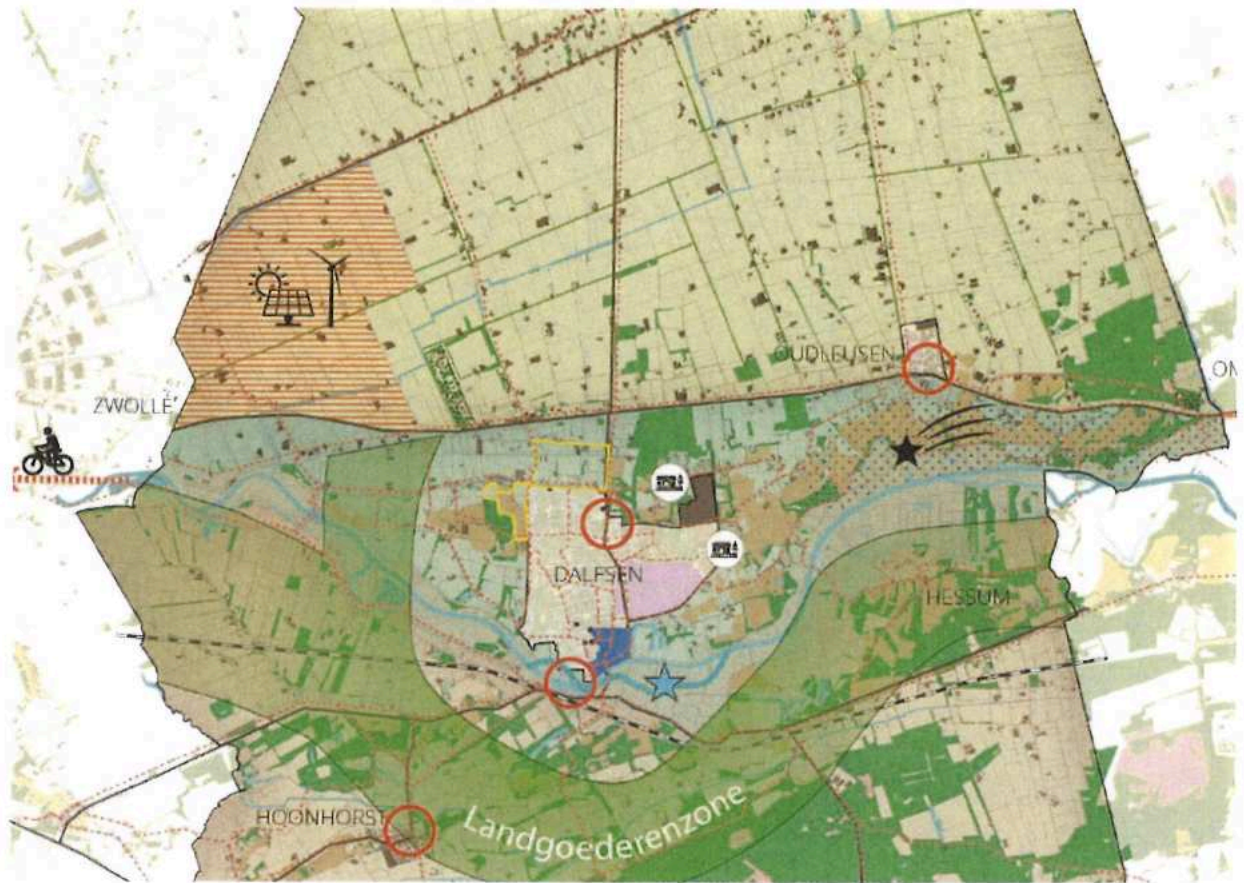 OUDLEUSEN
ZWOLLE
DALFSEN
HESSUM
HOONHORST
Landgoederenzone